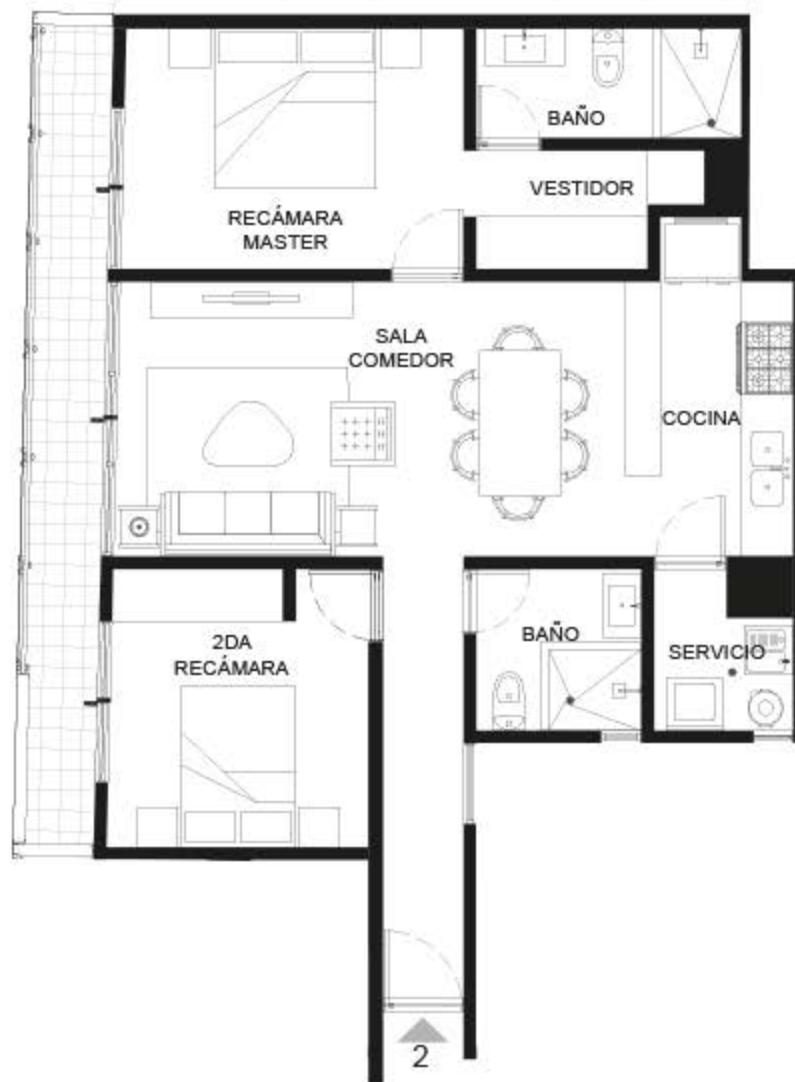 BAÑO
VESTIDOR
RECÁMARA
MASTER
SALA
COMEDOR
COCINA
2DA
RECÁMARA
BAÑO
SERVICIO
2